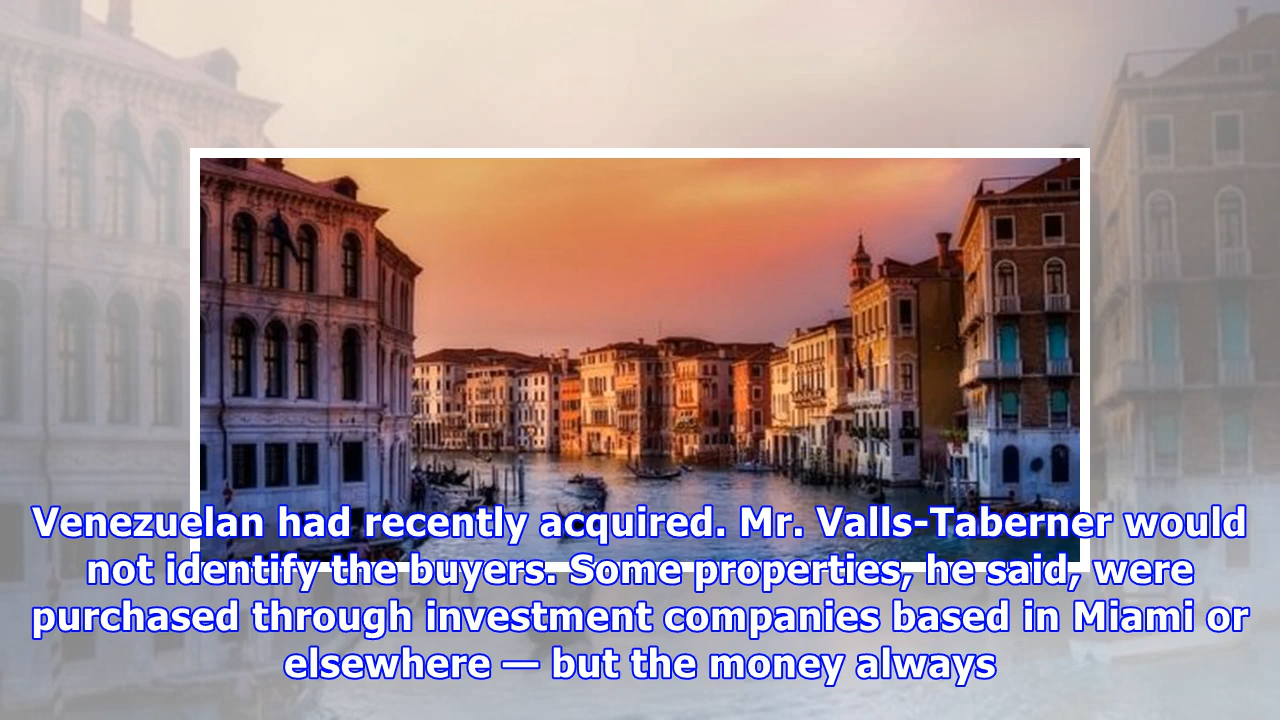 Venezuelan had recently acquired. Mr. Valls-Taberner would
not identify the buyers. Some properties, he said, were
purchased through investment companies based in Miami or
elsewhere — but the money always